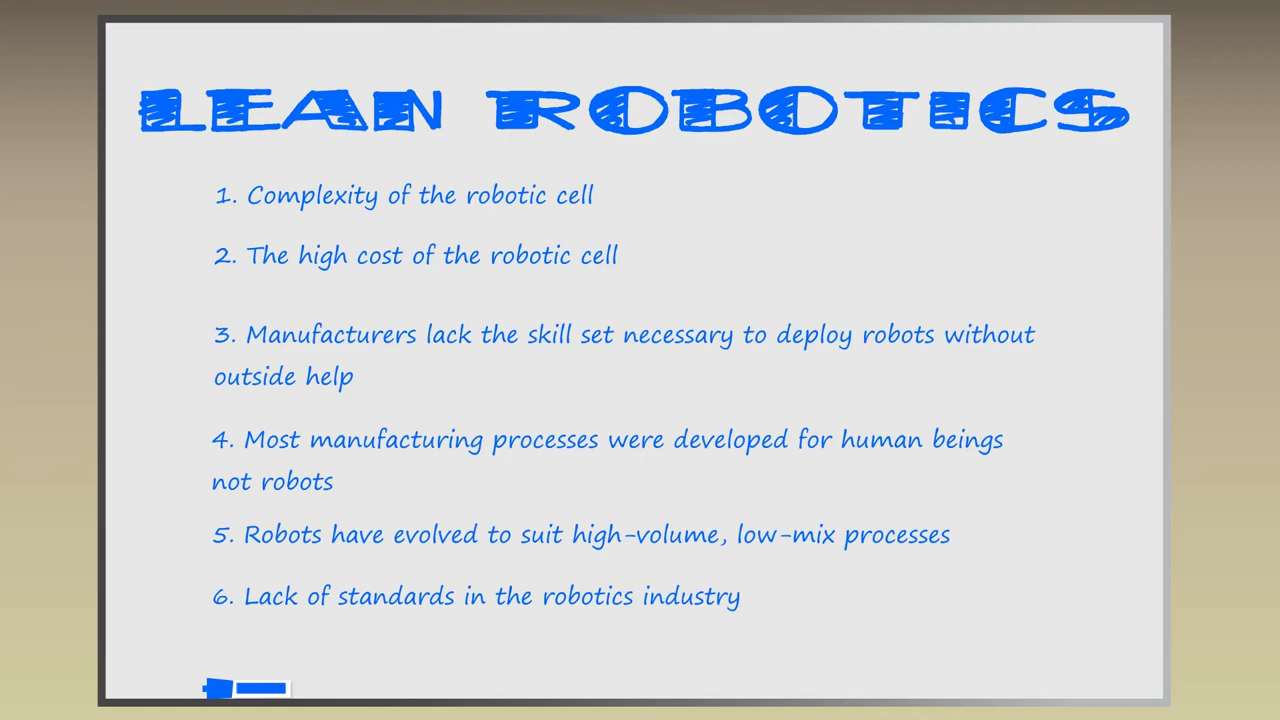 LEAN ROBOTICS
1. Complexity of the robotic cell
2. The high cost of the robotic cell
3. Manufacturers lack the skill set necessary to deploy robots without
outside help
4. Most manufacturing processes were developed for human beings
not robots
5. Robots have evolved to suit high-volume, low-mix processes
6. Lack of standards in the robotics industry